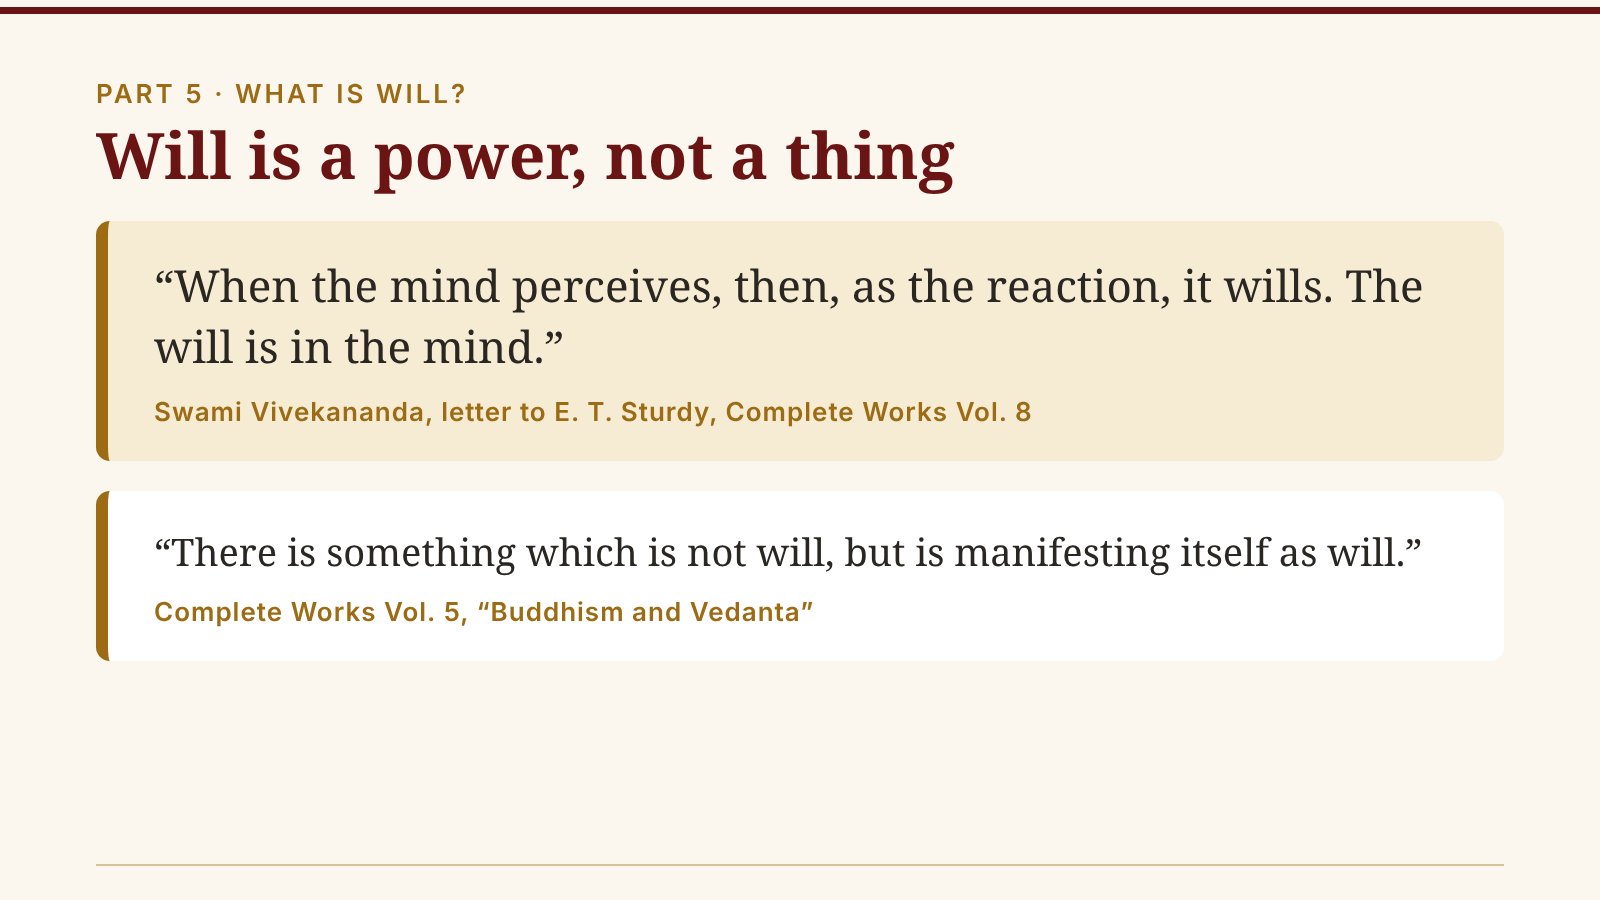 PART 5 · WHAT IS WILL?
Will is a power, not a thing
“When the mind perceives, then, as the reaction, it wills. The
will is in the mind.”
Swami Vivekananda, letter to E. T. Sturdy, Complete Works Vol. 8
“There is something which is not will, but is manifesting itself as will.”
Complete Works Vol. 5, “Buddhism and Vedanta”